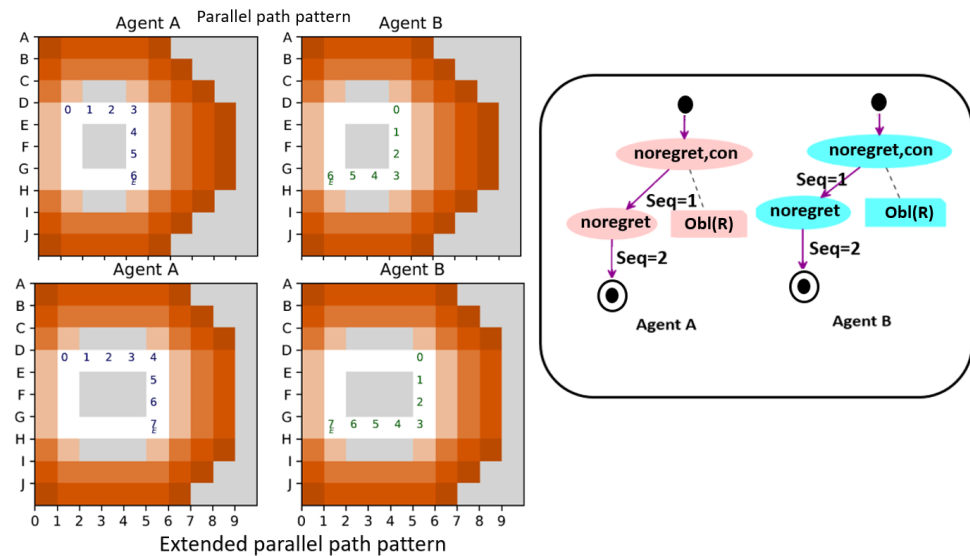 Parallel path pattern
Agent A
Agent B
A
B
C
D
E
F
G
H
I
J
0 1 2 3
4
5
6
E
0
1
2
6 5 4 3
E
Agent A
Agent B
A
B
C
D
E
F
G
H
I
J
0 1 2 3 4
5
6
7
E
0
1
2
7 6 5 4 3
E
0 1 2 3 4 5 6 7 8 9
0 1 2 3 4 5 6 7 8 9
Extended parallel path pattern
noregret,con
Seq=1
noregret
Obl(R)
Seq=2
Agent A
noregret,con
Seq=1
noregret
Obl(R)
Seq=2
Agent B